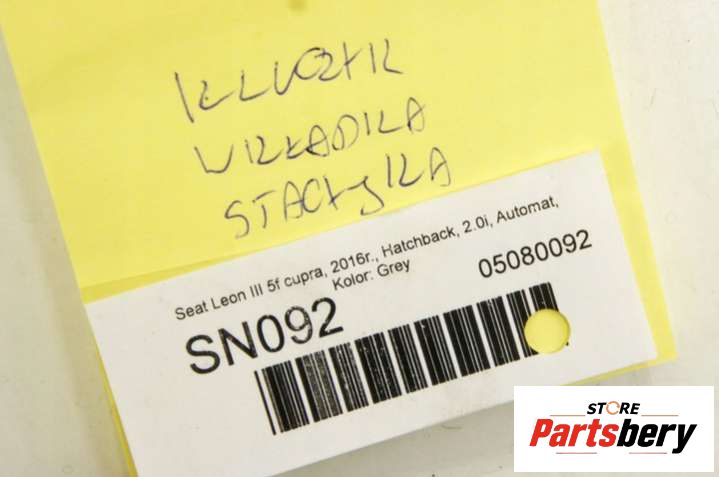 KLUCZYK
WKŁADKA
STACYJKA
Seat Leon III 5f cupra, 2016r., Hatchback, 2.0i, Automat,
Kolor: Grey
SN092
05080092
STORE
Partsbery